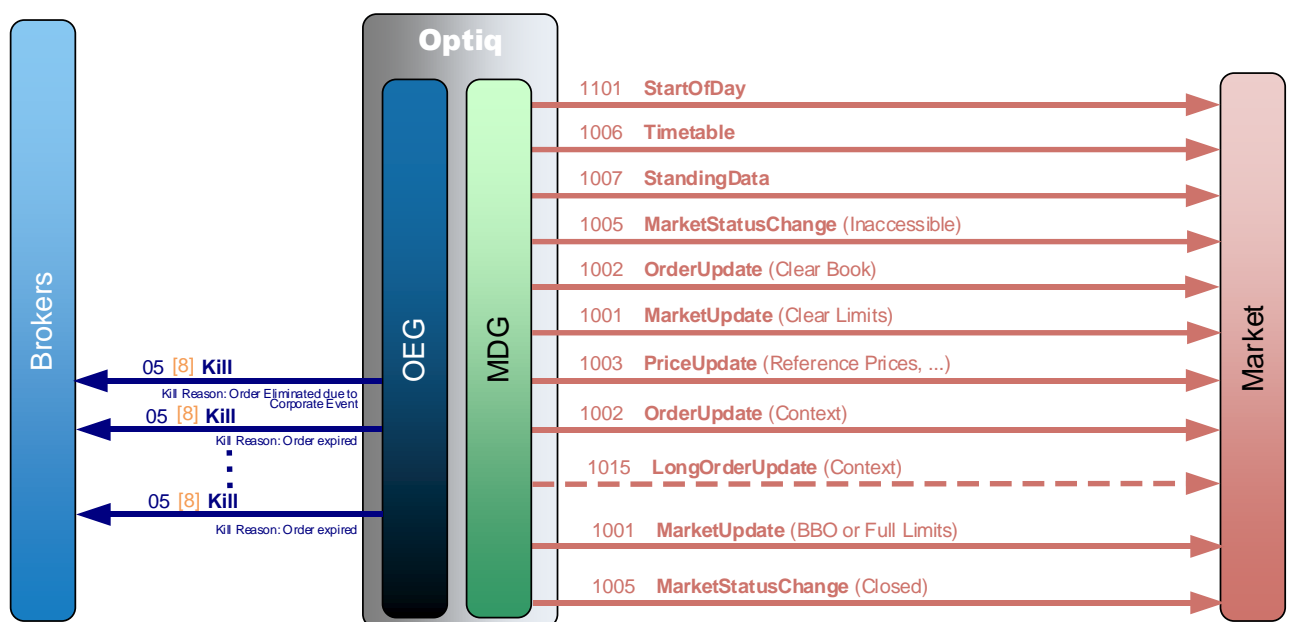 Optiq
Brokers
OEG
MDG
Market
1101 StartOfDay
1006 Timetable
1007 StandingData
1005 MarketStatusChange (Inaccessible)
1002 OrderUpdate (Clear Book)
1001 MarketUpdate (Clear Limits)
05 [8] Kill
Kill Reason: Order Eliminated due to
Corporate Event
1003 PriceUpdate (Reference Prices, ...)
05 [8] Kill
Kill Reason: Order expired
1002 OrderUpdate (Context)
1015 LongOrderUpdate (Context)
05 [8] Kill
Kill Reason: Order expired
1001 MarketUpdate (BBO or Full Limits)
1005 MarketStatusChange (Closed)